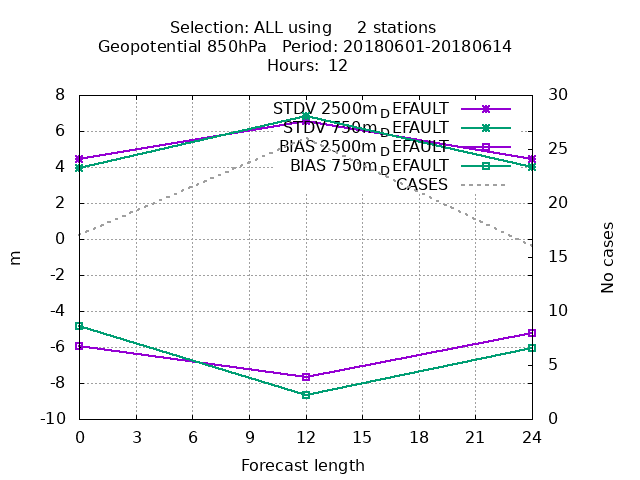 Selection: ALL using     2 stations
Geopotential 850hPa   Period: 20180601-20180614
Hours: 12
m
No cases
STDV 2500m_DEFAULT
STDV 750m_DEFAULT
BIAS 2500m_DEFAULT
BIAS 750m_DEFAULT
CASES
8
6
4
2
0
-2
-4
-6
-8
-10
30
25
20
15
10
5
0
m
0 3 6 9 12 15 18 21 24
Forecast length